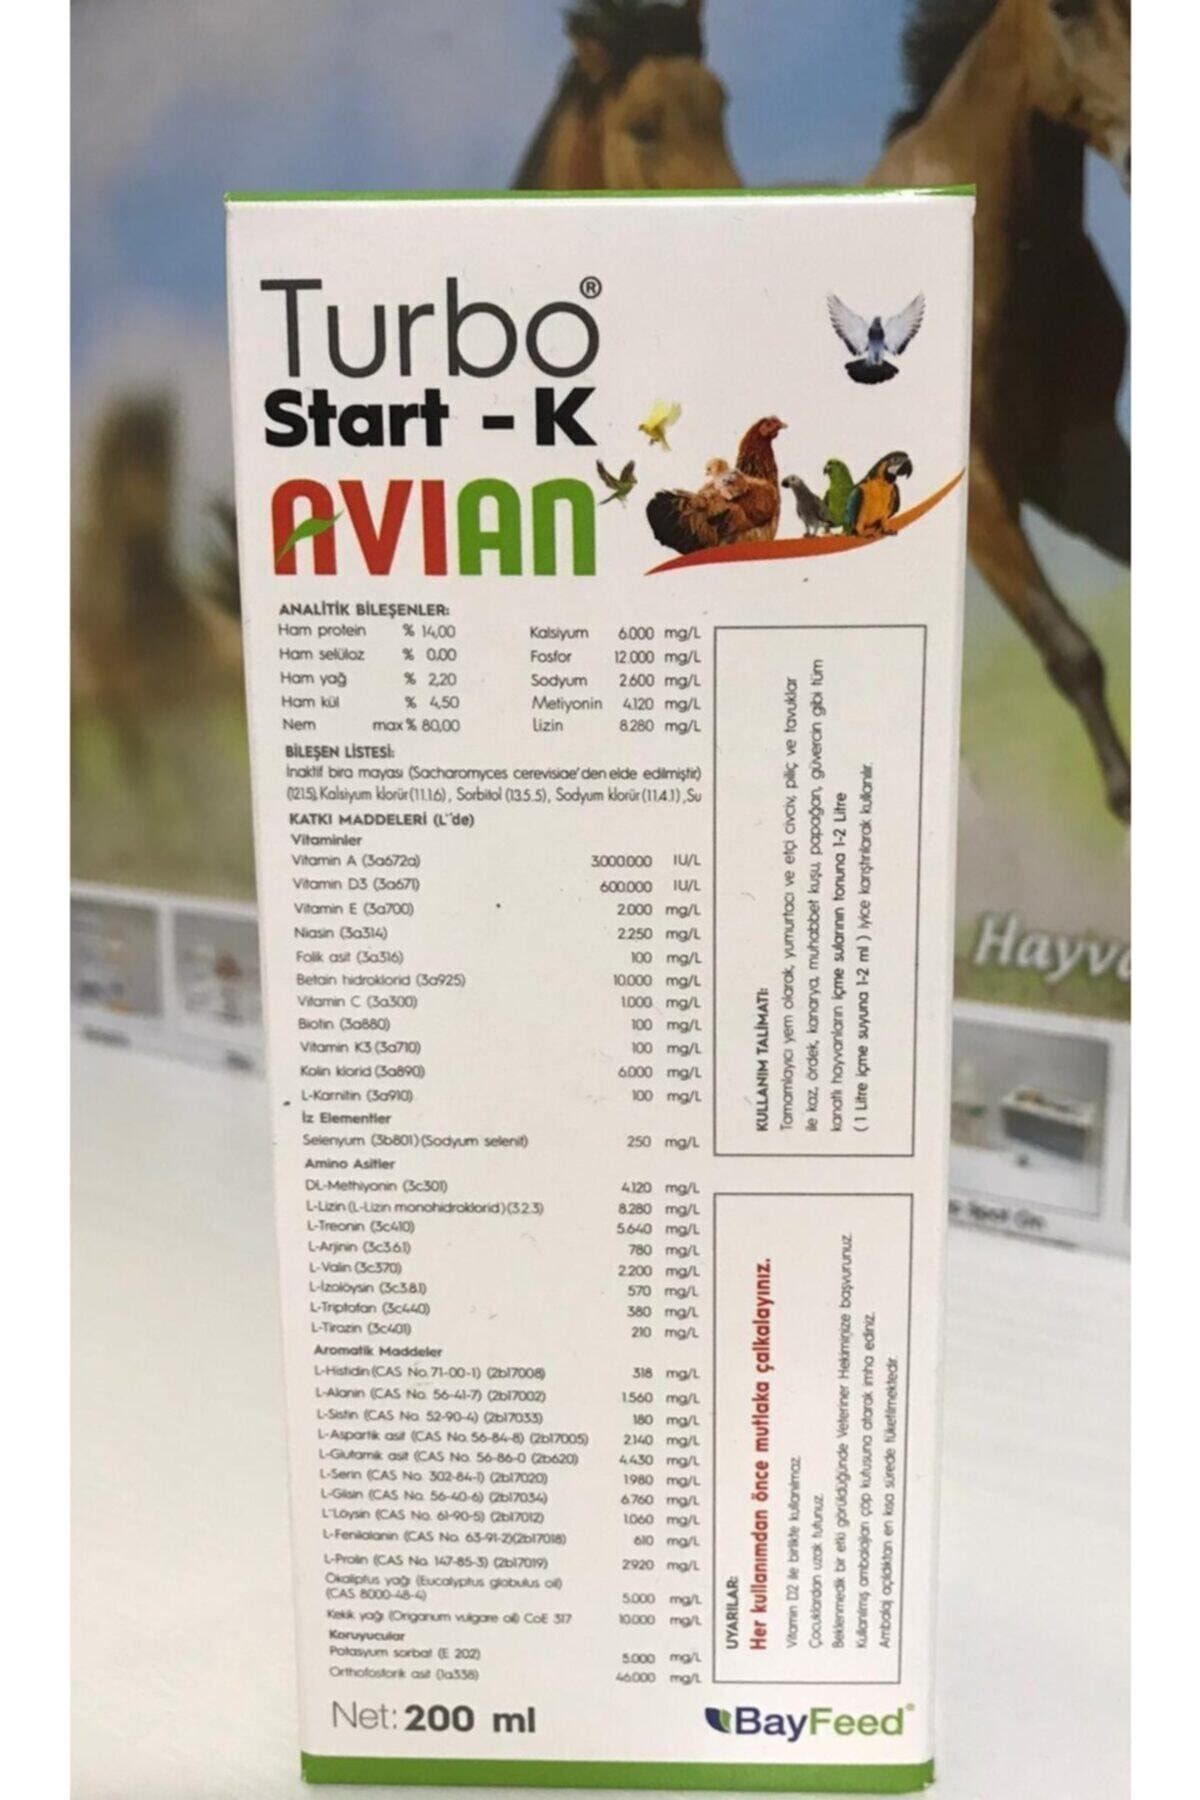 Turbo®
Start - K
AVIAN
ANALİTİK BİLEŞENLER:
Ham protein % 14,00 Kalsiyum 6.000 mg/L
Ham selüloz % 0.00 Fosfor 12.000 mg/L
Ham yağ % 2,20 Sodyum 2.600 mg/L
Ham kül % 4,50 Metiyonin 4.120 mg/L
Nem max % 80,00 Lizin 8.280 mg/L
BİLEŞEN LİSTESİ:
İnaktif bira mayası (Sacharomyces cerevisiae'den elde edilmiştir)
(12.1.5), Kalsiyum klorür (11.1.6) , Sorbitol (13.5.5), Sodyum klorür (11.4.1) ,Su
KATKI MADDELERİ (L''de)
Vitaminler
Vitamin A (3a672a) 3000.000 IU/L
Vitamin D3 (3a671) 600.000 IU/L
Vitamin E (3a700) 2.000 mg/L
Niasin (3a314) 2.250 mg/L
Folik asit (3a316) 100 mg/L
Betain hidroklorid (3a925) 10.000 mg/L
Vitamin C (3a300) 1.000 mg/L
Biotin (3a880) 100 mg/L
Vitamin K3 (3a710) 100 mg/L
Kolin klorid (3a890) 6.000 mg/L
L-Karnitin (3a910) 100 mg/L
İz Elementler
Selenyum (3b801) (Sodyum selenit) 250 mg/L
Amino Asitler
DL-Methiyonin (3c301) 4.120 mg/L
L-Lizin (L-Lizin monohidroklorid) (3.2.3) 8.280 mg/L
L-Treonin (3c410) 5.640 mg/L
L-Arjinin (3c3.6.1) 780 mg/L
L-Valin (3c370) 2.200 mg/L
L-İzolöysin (3c3.8.1) 570 mg/L
L-Triptofan (3c440) 380 mg/L
L-Tirozin (3c401) 210 mg/L
Aromatik Maddeler
L-Histidin (CAS No. 71-00-1) (2b17008) 318 mg/L
L-Alanin (CAS No. 56-41-7) (2b17002) 1.560 mg/L
L-Sistin (CAS No. 52-90-4) (2b17033) 180 mg/L
L-Aspartik asit (CAS No. 56-84-8) (2b17005) 2.140 mg/L
L-Glutamik asit (CAS No. 56-86-0 (2b620) 4.430 mg/L
L-Serin (CAS No. 302-84-1) (2b17020) 1.980 mg/L
L-Glisin (CAS No. 56-40-6) (2b17034) 6.760 mg/L
L-Löysin (CAS No. 61-90-5) (2b17012) 1.060 mg/L
L-Fenilalanin (CAS No. 63-91-2)(2b17018) 610 mg/L
L-Prolin (CAS No. 147-85-3) (2b17019) 2920 mg/L
Okaliptus yağı (Eucalyptus globulus oil)
(CAS 8000-48-4) 5.000 mg/L
Kekik yağı (Origanum vulgare oil) CoE 317 10.000 mg/L
Koruyucular
Potasyum sorbat (E 202) 5.000 mg/L
Orthofosforik asit (1a338) 46.000 mg/L
Net: 200 ml
KULLANIM TALİMATI:
Tamamlayıcı yem olarak, yumurtacı ve etçi civciv, piliç ve tavuklar
ile kaz, ördek, kanarya, muhabbet kuşu, papağan, güvercin gibi tüm
kanatlı hayvanların içme sularının tonuna 1-2 Litre
( 1 Litre içme suyuna 1-2 ml ) iyice karıştırılarak kullanılır.
UYARILAR:
Her kullanımdan önce mutlaka çalkalayınız.
Vitamin D2 ile birlikte kullanılmaz.
Çocuklardan uzak tutunuz.
Beklenmedik bir etki görüldüğünde Veteriner Hekiminize başvurunuz.
Kullanılmış ambalajları çöp kutusuna atarak imha ediniz.
Ambalaj açıldıktan en kısa sürede tüketilmektedir.
BayFeed®
Hayv